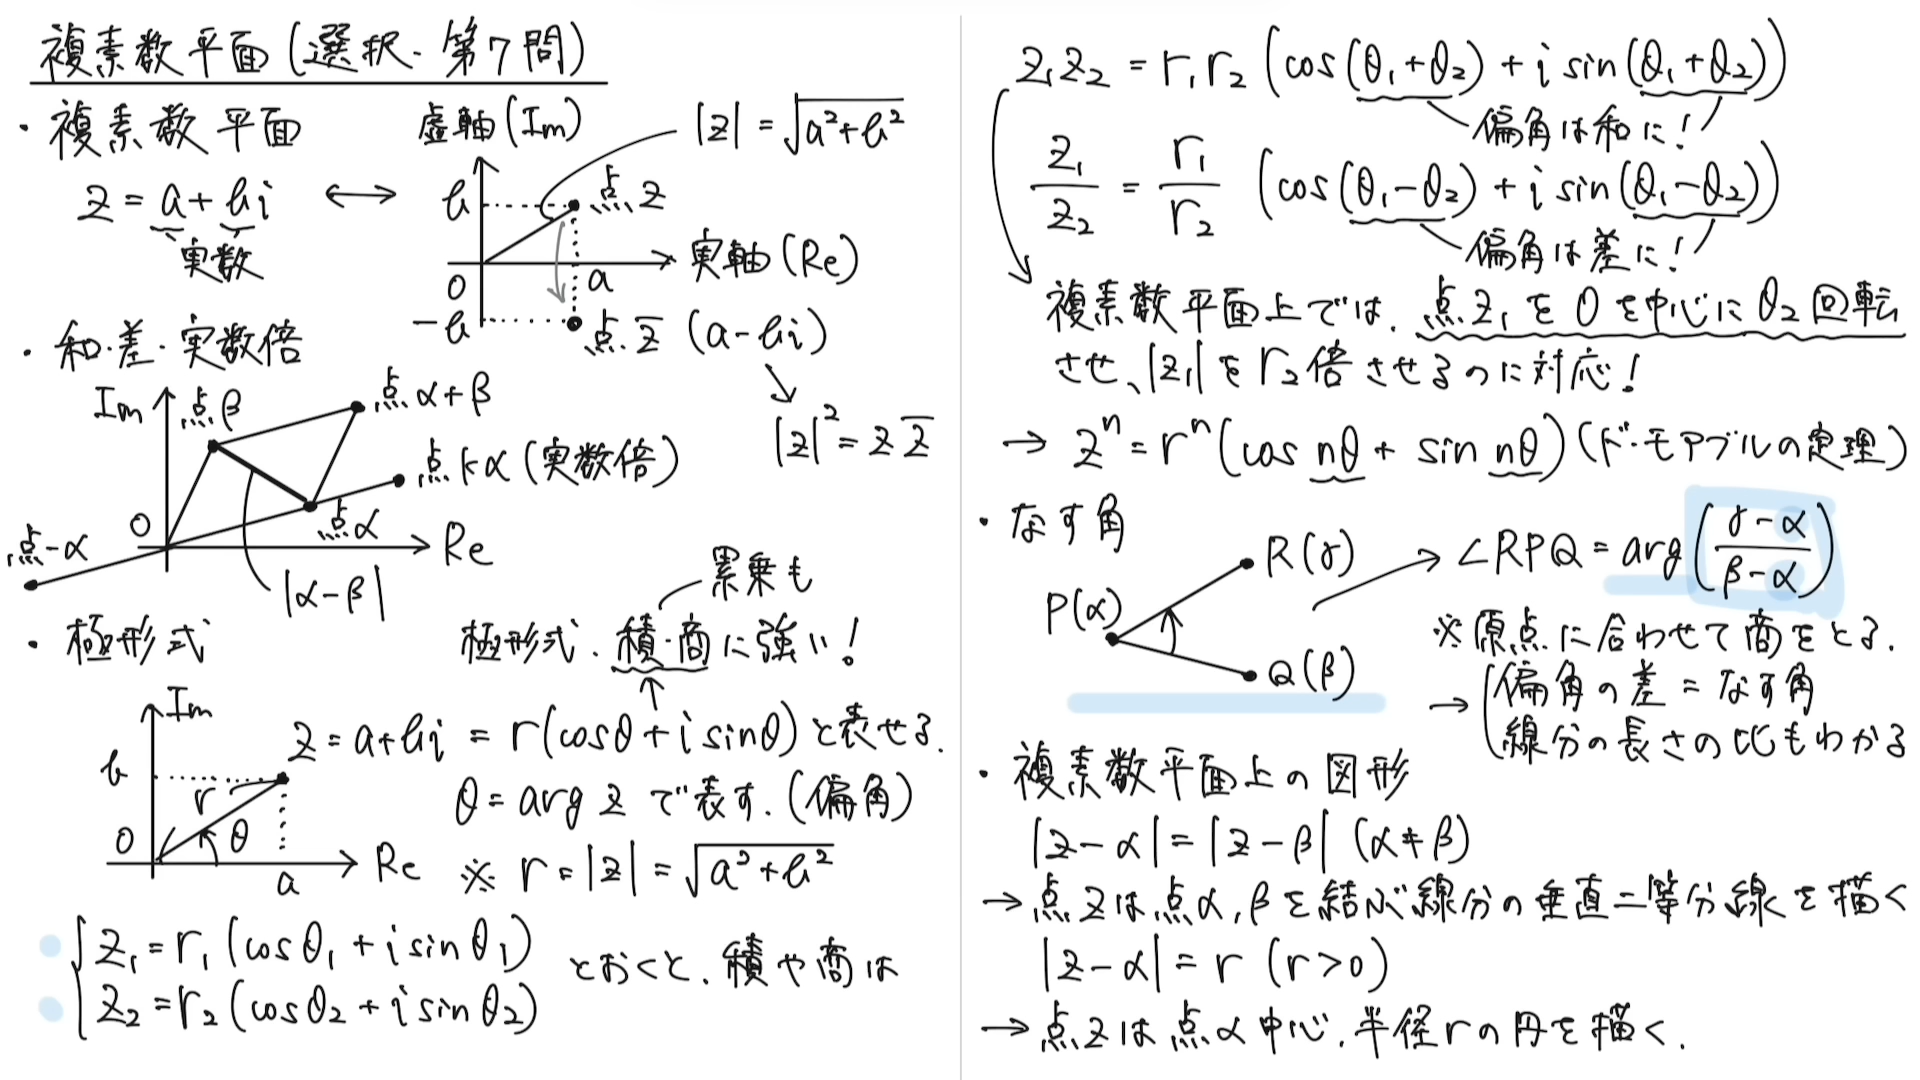 複素数平面(選択・第7問)
・複素数平面
虚軸(Im)
|z| = √a²+b²
z = a + bi ⟷
実数
b
点z
実軸(Re)
O
a
-b
点z̄ (a-bi)
|z|² = z z̄
・和・差・実数倍
Im
点β
点α+β
点kα(実数倍)
点α
O
Re
点-α
|α-β|
・極形式
極形式.積・商に強い!
累乗も
Im
b
r
θ
O
a
Re
z = a+bi = r(cosθ + i sinθ)と表せる.
θ = arg z で表す.(偏角)
※ r = |z| = √a²+b²
z₁ = r₁(cosθ₁ + i sinθ₁)
z₂ = r₂(cosθ₂ + i sinθ₂)
とおくと.積や商は
z₁z₂ = r₁r₂(cos(θ₁+θ₂) + i sin(θ₁+θ₂))
偏角は和に!
z₁/z₂ = r₁/r₂ (cos(θ₁-θ₂) + i sin(θ₁-θ₂))
偏角は差に!
複素数平面上では.点z₁をOを中心にθ₂回転
させ、|z₁|をr₂倍させるのに対応!
→ zⁿ = rⁿ(cos nθ + sin nθ)(ド・モアブルの定理)
・なす角
R(γ)
P(α)
Q(β)
∠RPQ = arg((γ-α)/(β-α))
※原点に合わせて商をとる.
→ 偏角の差 = なす角
線分の長さの比もわかる
・複素数平面上の図形
|z-α| = |z-β| (α≠β)
→点zは点α,βを結ぶ線分の垂直二等分線を描く
|z-α| = r (r>0)
→点zは点α中心.半径rの円を描く.